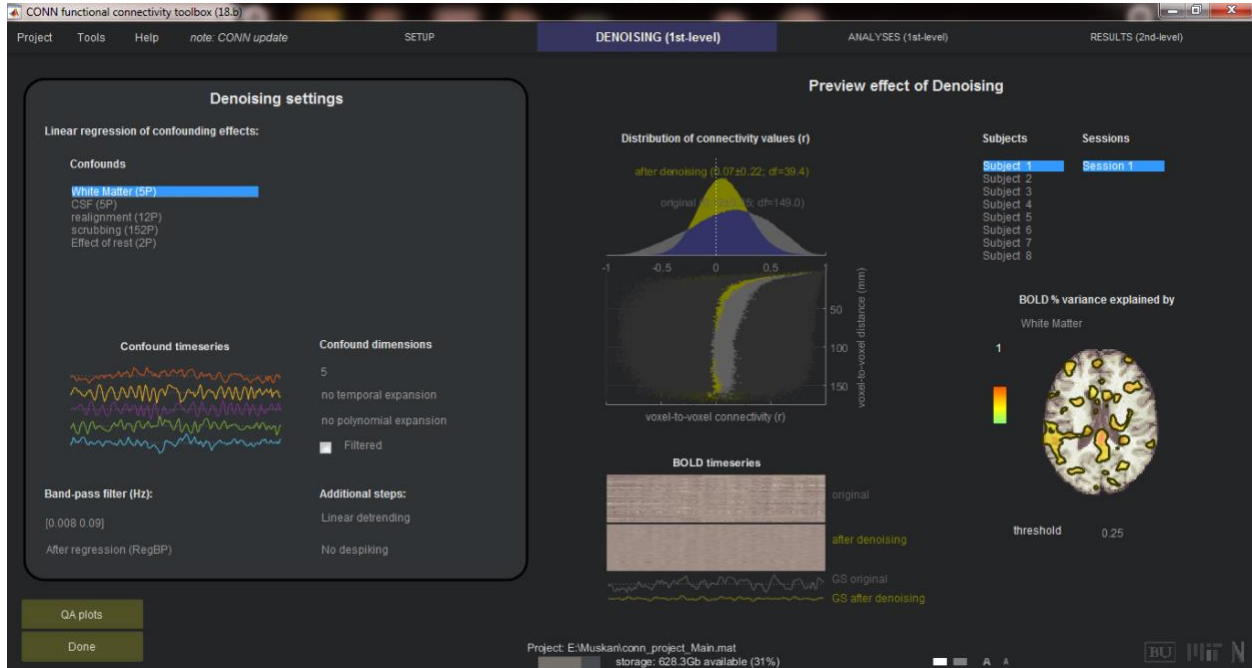 CONN functional connectivity toolbox (18.b)
Project Tools Help note: CONN update SETUP DENOISING (1st-level) ANALYSES (1st-level) RESULTS (2nd-level)
Denoising settings
Linear regression of confounding effects:
Confounds
White Matter (5P)
CSF (5P)
realignment (12P)
scrubbing (152P)
Effect of rest (2P)
Confound timeseries
Confound dimensions
5
no temporal expansion
no polynomial expansion
Filtered
Band-pass filter (Hz):
[0.008 0.09]
After regression (RegBP)
Additional steps:
Linear detrending
No despiking
QA plots
Done
Preview effect of Denoising
Distribution of connectivity values (r)
after denoising (0.07±0.22; df=39.4)
original df=149.0)
-1 -0.5 0 0.5 1
50
100
150
voxel-to-voxel distance (mm)
voxel-to-voxel connectivity (r)
BOLD timeseries
original
after denoising
GS original
GS after denoising
Subjects
Subject 1
Subject 2
Subject 3
Subject 4
Subject 5
Subject 6
Subject 7
Subject 8
Sessions
Session 1
BOLD % variance explained by
White Matter
1
threshold 0.25
Project: E:\Muskan\conn_project_Main.mat
storage: 628.3Gb available (31%)
A A
BU MIT N